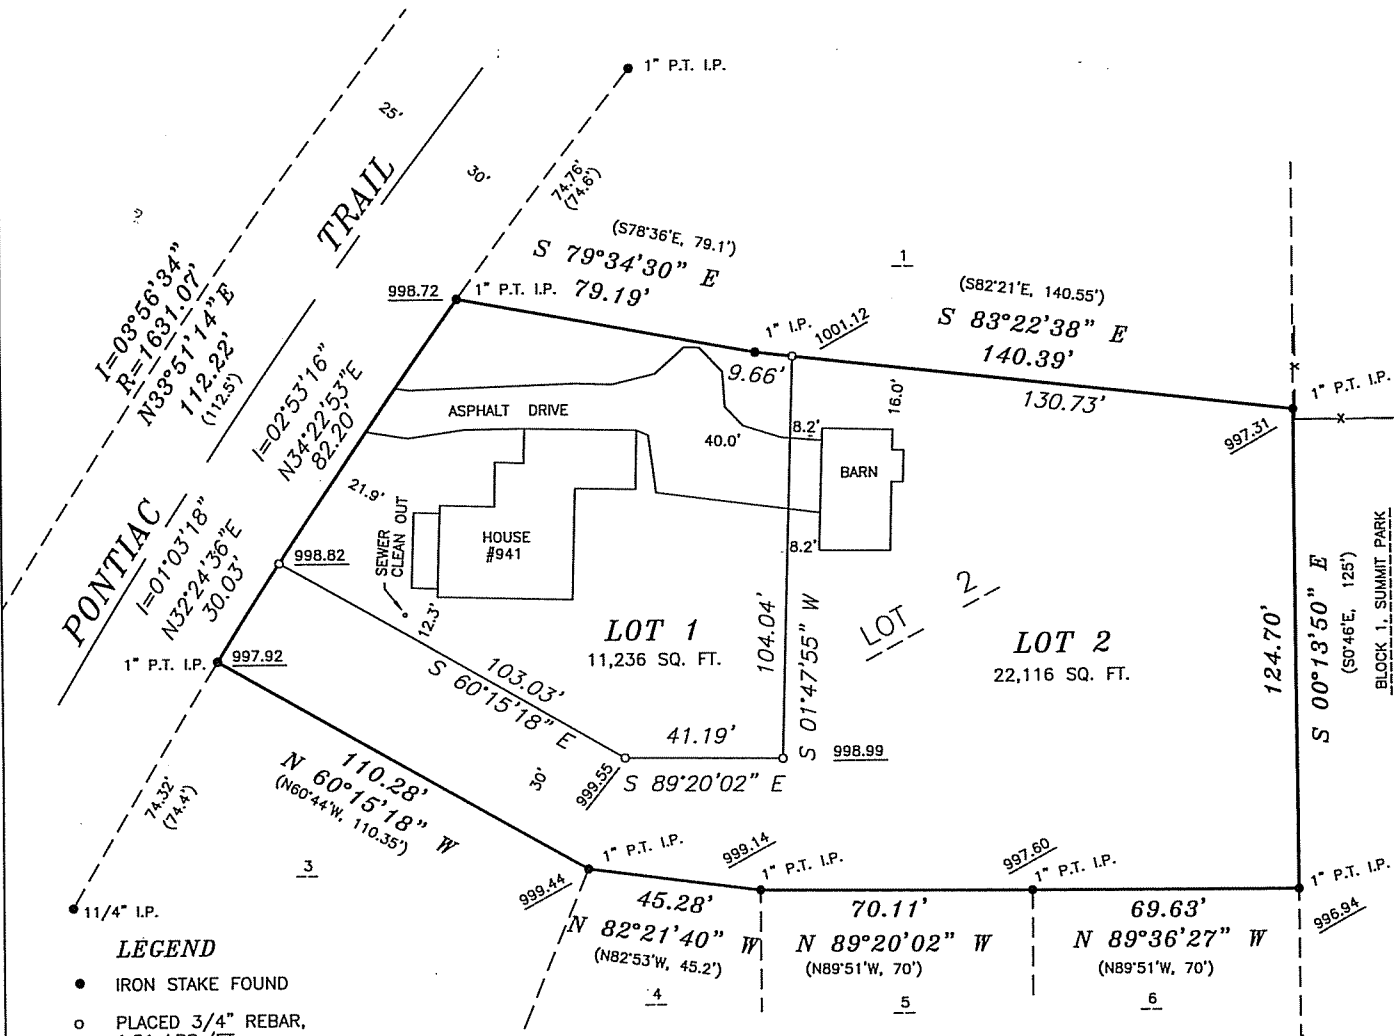 1" P.T. I.P.
25'
30'
74.76'
(74.6')
PONTIAC TRAIL
I=03°56'34"
R=1631.07'
N33°51'14"E
112.22'
(112.5')
(S78°36'E, 79.1')
S 79°34'30" E
79.19'
1
(S82°21'E, 140.55')
S 83°22'38" E
140.39'
998.72
1" P.T. I.P.
1" I.P.
1001.12
9.66'
130.73'
1" P.T. I.P.
997.31
I=02°53'16"
N34°22'53"E
82.20'
ASPHALT DRIVE
40.0'
8.2'
16.0'
BARN
8.2'
21.9'
SEWER
CLEAN OUT
HOUSE
#941
12.3'
I=01°03'18"
N32°24'36"E
30.03'
998.82
1" P.T. I.P.
997.92
LOT 1
11,236 SQ. FT.
104.04'
S 01°47'55" W
LOT 2
LOT 2
22,116 SQ. FT.
124.70'
S 00°13'50" E
(S0°46'E, 125')
BLOCK 1, SUMMIT PARK
103.03'
S 60°15'18" E
41.19'
S 89°20'02" E
998.99
999.55
30'
110.28'
N 60°15'18" W
(N60°44'W, 110.35')
74.32'
(74.4')
3
11/4" I.P.
1" P.T. I.P.
999.44
999.14
1" P.T. I.P.
997.60
1" P.T. I.P.
1" P.T. I.P.
996.94
45.28'
N 82°21'40" W
(N82°53'W, 45.2')
4
70.11'
N 89°20'02" W
(N89°51'W, 70')
5
69.63'
N 89°36'27" W
(N89°51'W, 70')
6
LEGEND
IRON STAKE FOUND
PLACED 3/4" REBAR,